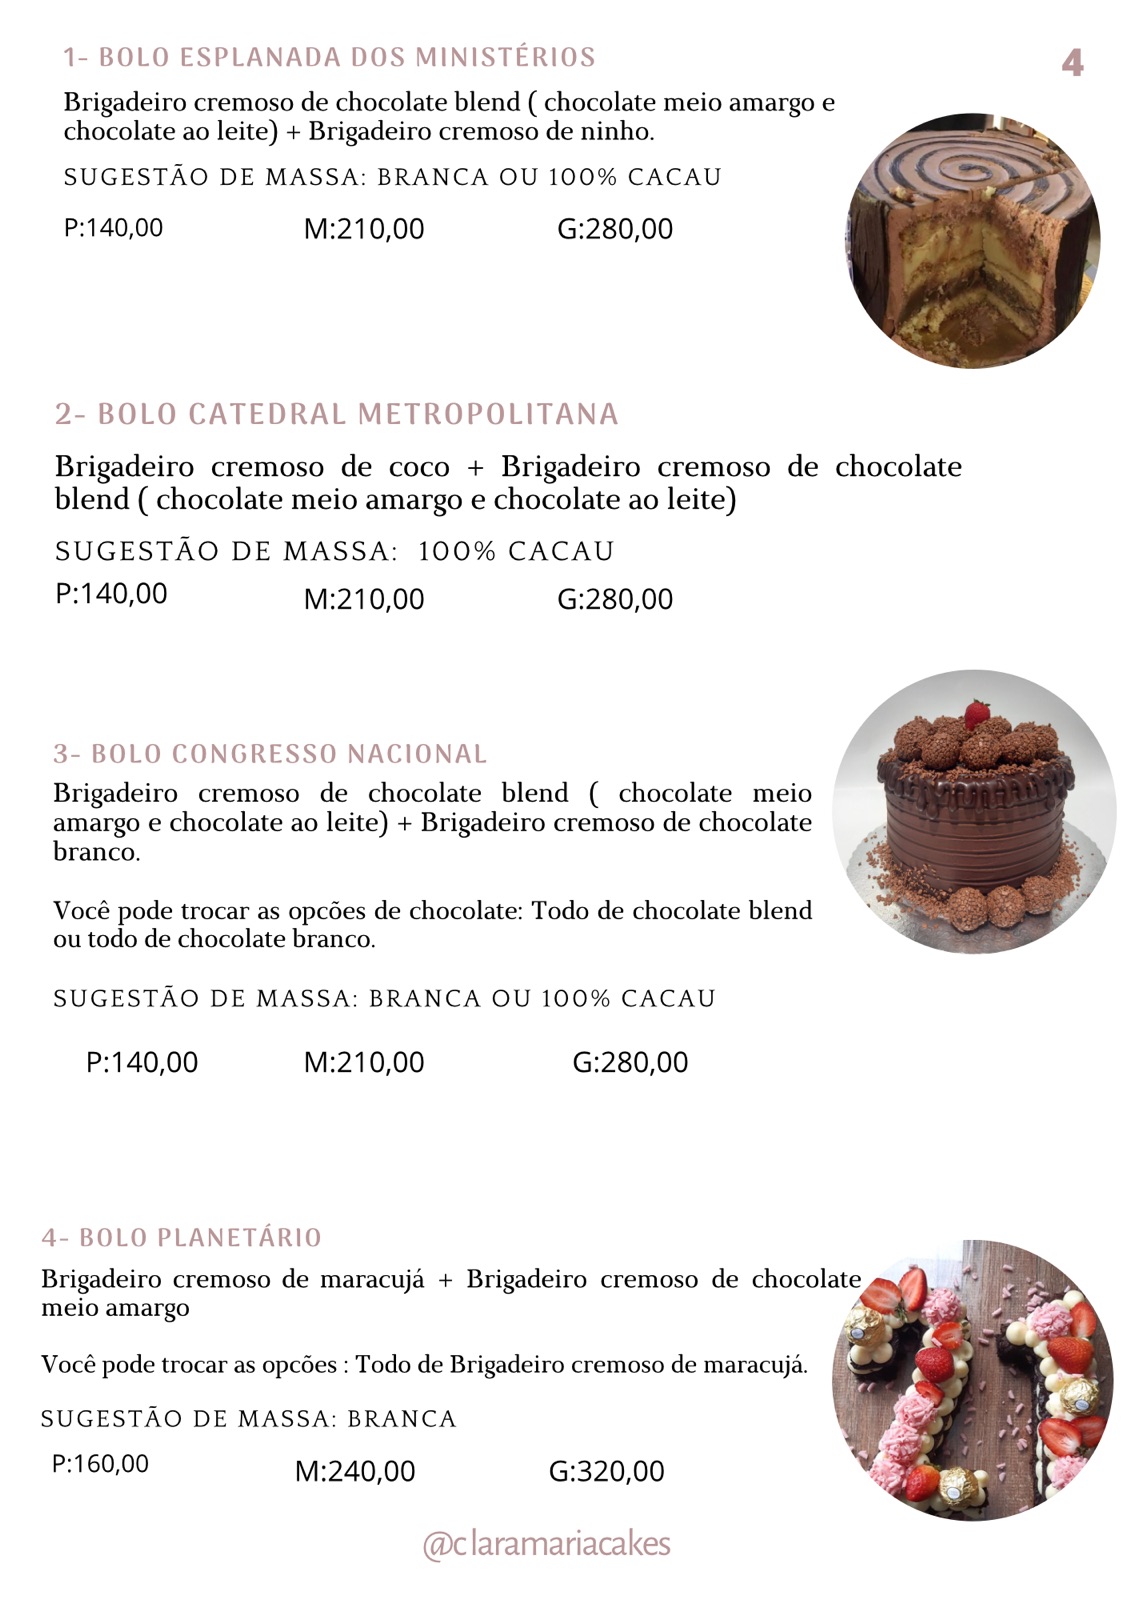 1- BOLO ESPLANADA DOS MINISTÉRIOS
4
Brigadeiro cremoso de chocolate blend ( chocolate meio amargo e
chocolate ao leite) + Brigadeiro cremoso de ninho.
SUGESTÃO DE MASSA: BRANCA OU 100% CACAU
P:140,00 M:210,00 G:280,00
2- BOLO CATEDRAL METROPOLITANA
Brigadeiro cremoso de coco + Brigadeiro cremoso de chocolate
blend ( chocolate meio amargo e chocolate ao leite)
SUGESTÃO DE MASSA: 100% CACAU
P:140,00 M:210,00 G:280,00
3- BOLO CONGRESSO NACIONAL
Brigadeiro cremoso de chocolate blend ( chocolate meio
amargo e chocolate ao leite) + Brigadeiro cremoso de chocolate
branco.
Você pode trocar as opcões de chocolate: Todo de chocolate blend
ou todo de chocolate branco.
SUGESTÃO DE MASSA: BRANCA OU 100% CACAU
P:140,00 M:210,00 G:280,00
4- BOLO PLANETÁRIO
Brigadeiro cremoso de maracujá + Brigadeiro cremoso de chocolate
meio amargo
Você pode trocar as opcões : Todo de Brigadeiro cremoso de maracujá.
SUGESTÃO DE MASSA: BRANCA
P:160,00 M:240,00 G:320,00
@claramariacakes